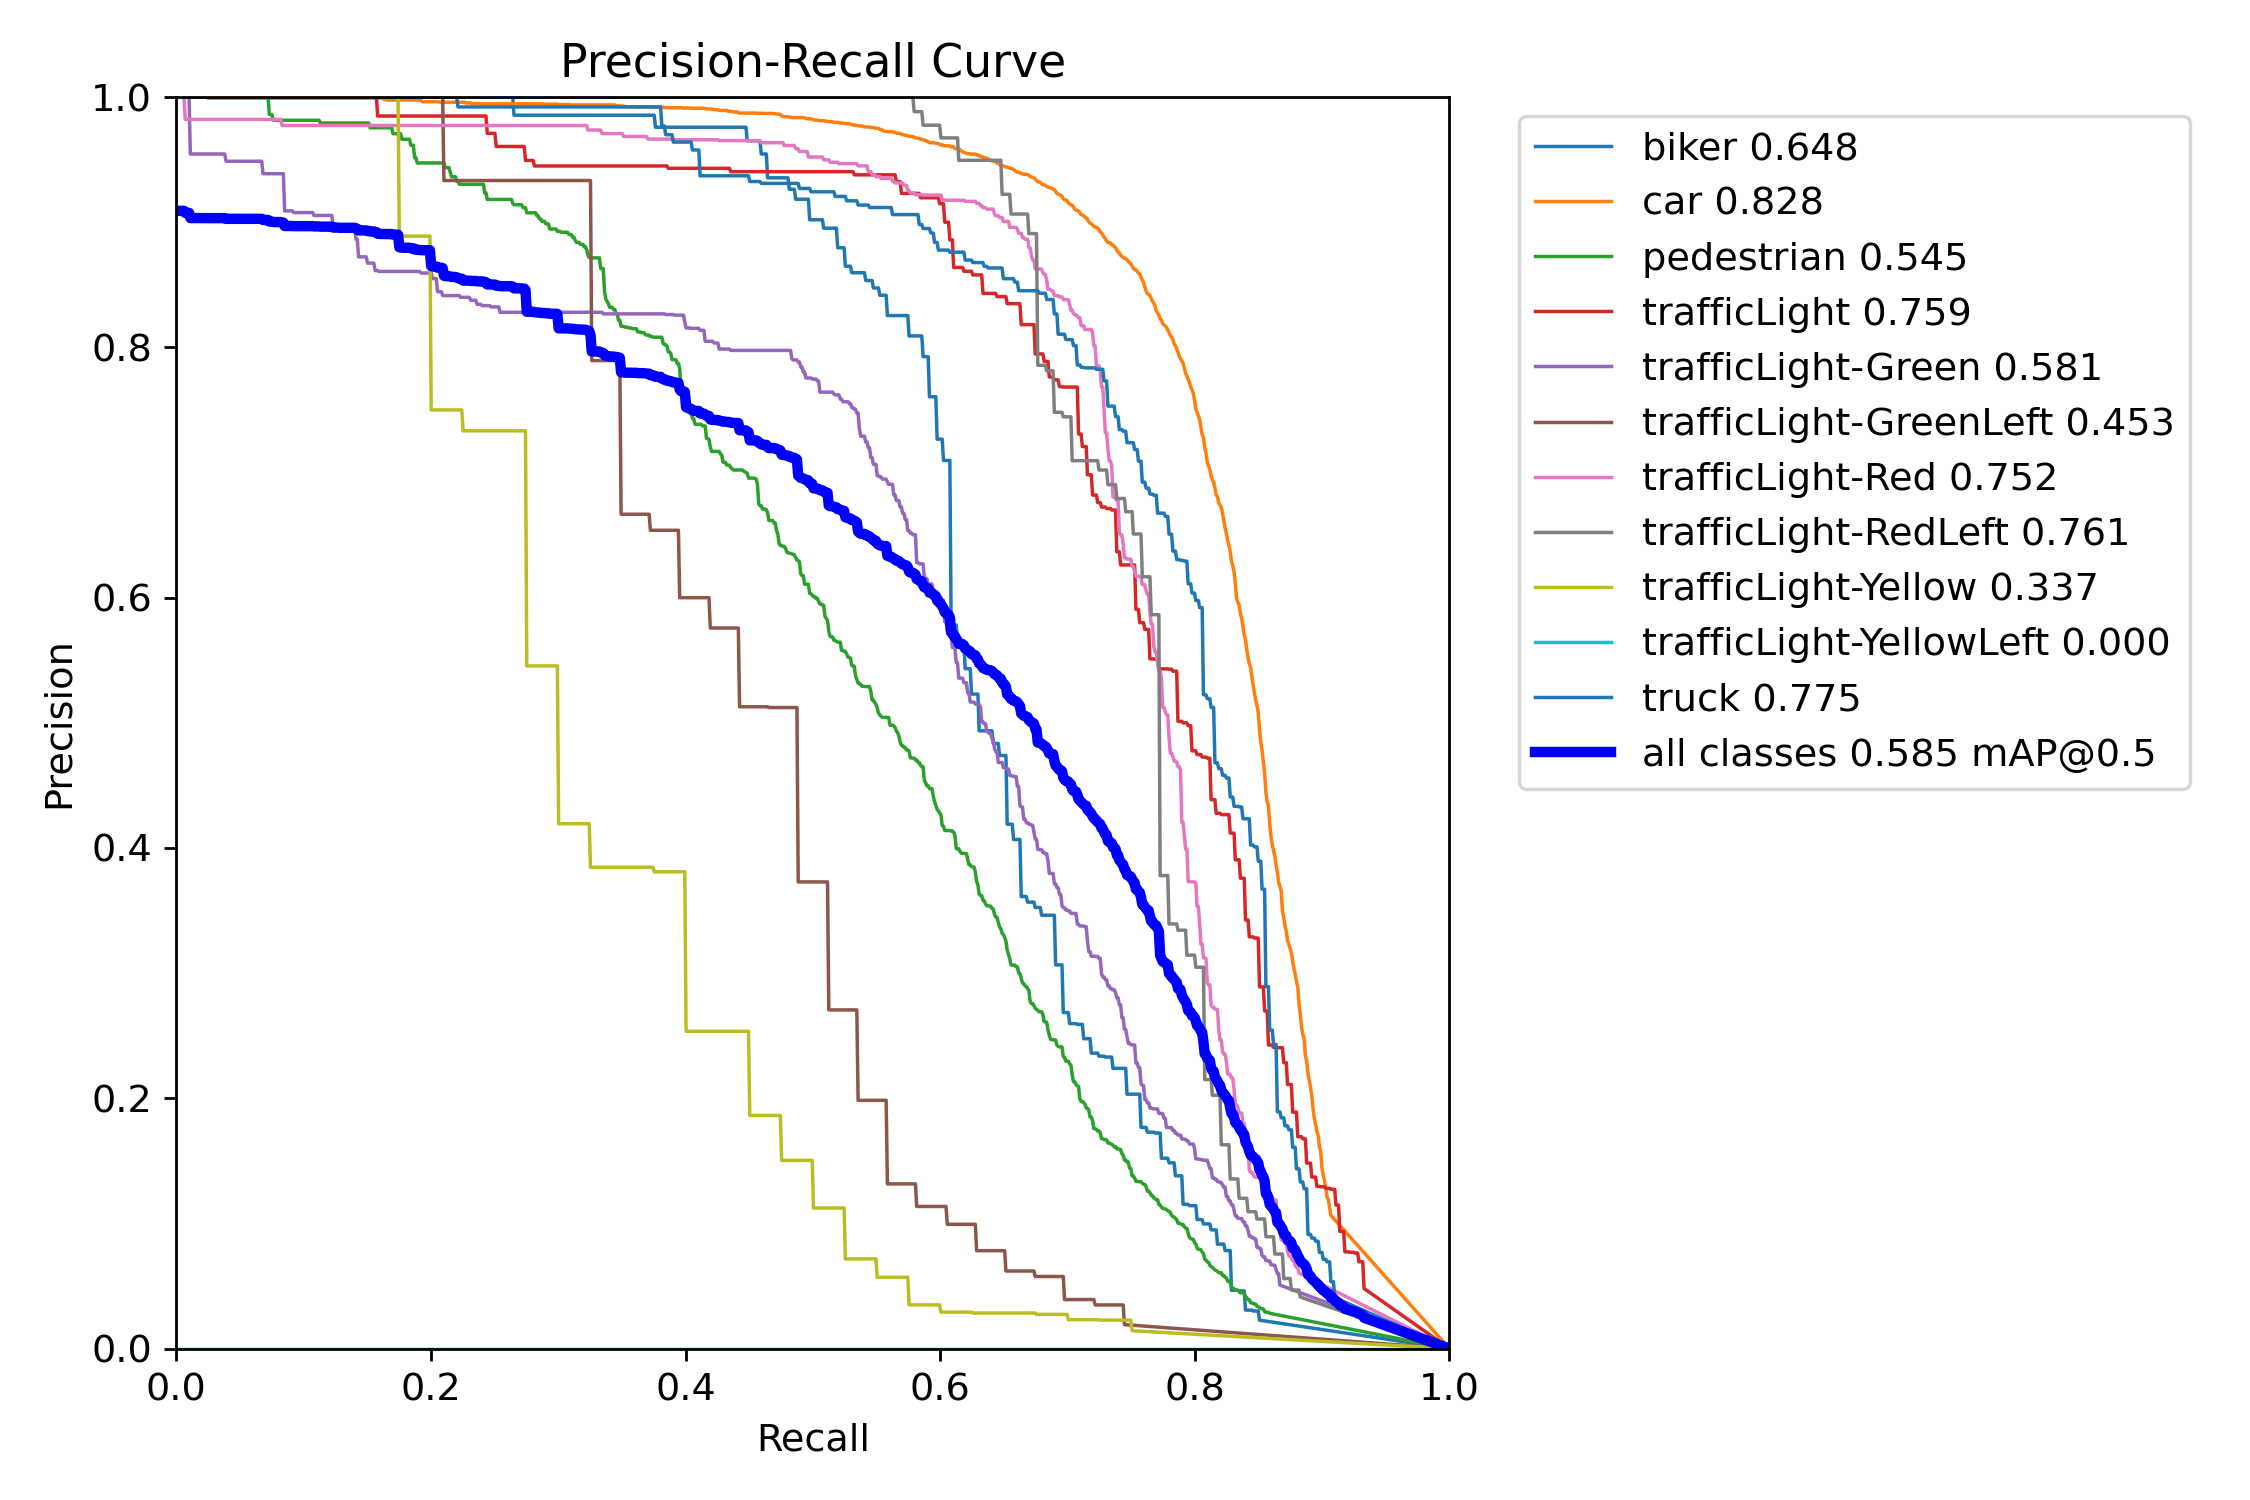 Precision-Recall Curve
1.0
0.8
0.6
0.4
0.2
0.0
Precision
0.0 0.2 0.4 0.6 0.8 1.0
Recall
biker 0.648
car 0.828
pedestrian 0.545
trafficLight 0.759
trafficLight-Green 0.581
trafficLight-GreenLeft 0.453
trafficLight-Red 0.752
trafficLight-RedLeft 0.761
trafficLight-Yellow 0.337
trafficLight-YellowLeft 0.000
truck 0.775
all classes 0.585 mAP@0.5